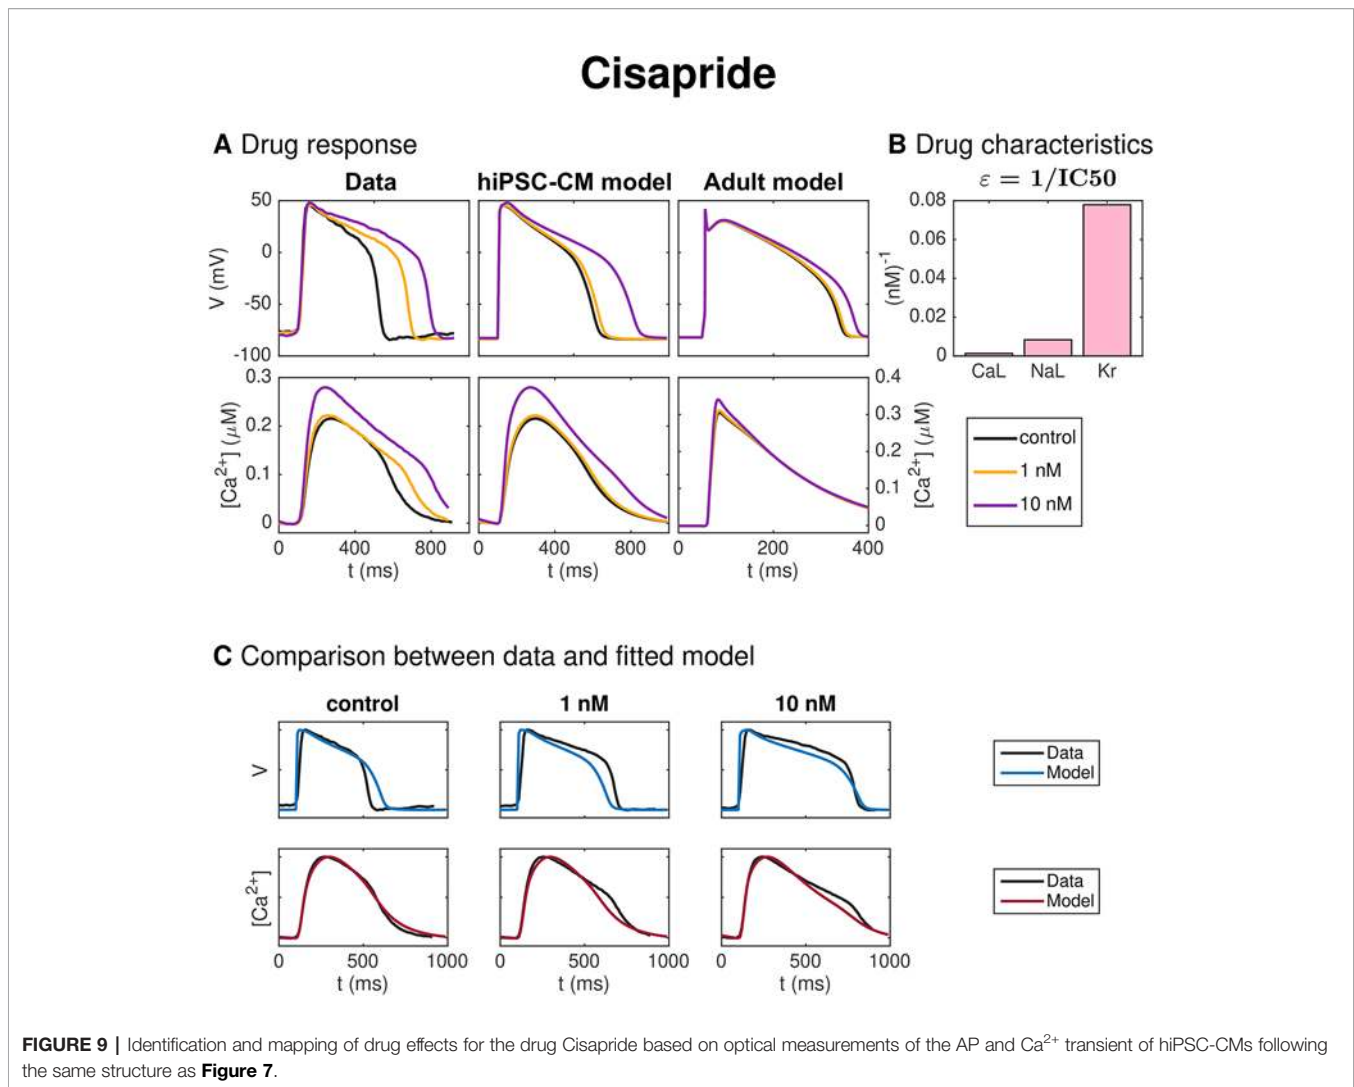 Cisapride
A Drug response
B Drug characteristics
Data
hiPSC-CM model
Adult model
ε = 1/IC50
50
0
-50
-100
V (mV)
0.08
0.06
0.04
0.02
0
(nM)⁻¹
CaL NaL Kr
0.3
0.2
0.1
0
[Ca²⁺] (μM)
0.4
0.3
0.2
0.1
0
[Ca²⁺] (μM)
control
1 nM
10 nM
0 400 800
0 400 800
0 200 400
t (ms)
t (ms)
t (ms)
C Comparison between data and fitted model
control
1 nM
10 nM
V
Data
Model
[Ca²⁺]
Data
Model
0 500 1000
0 500 1000
0 500 1000
t (ms)
t (ms)
t (ms)
FIGURE 9 | Identification and mapping of drug effects for the drug Cisapride based on optical measurements of the AP and Ca²⁺ transient of hiPSC-CMs following
the same structure as Figure 7.